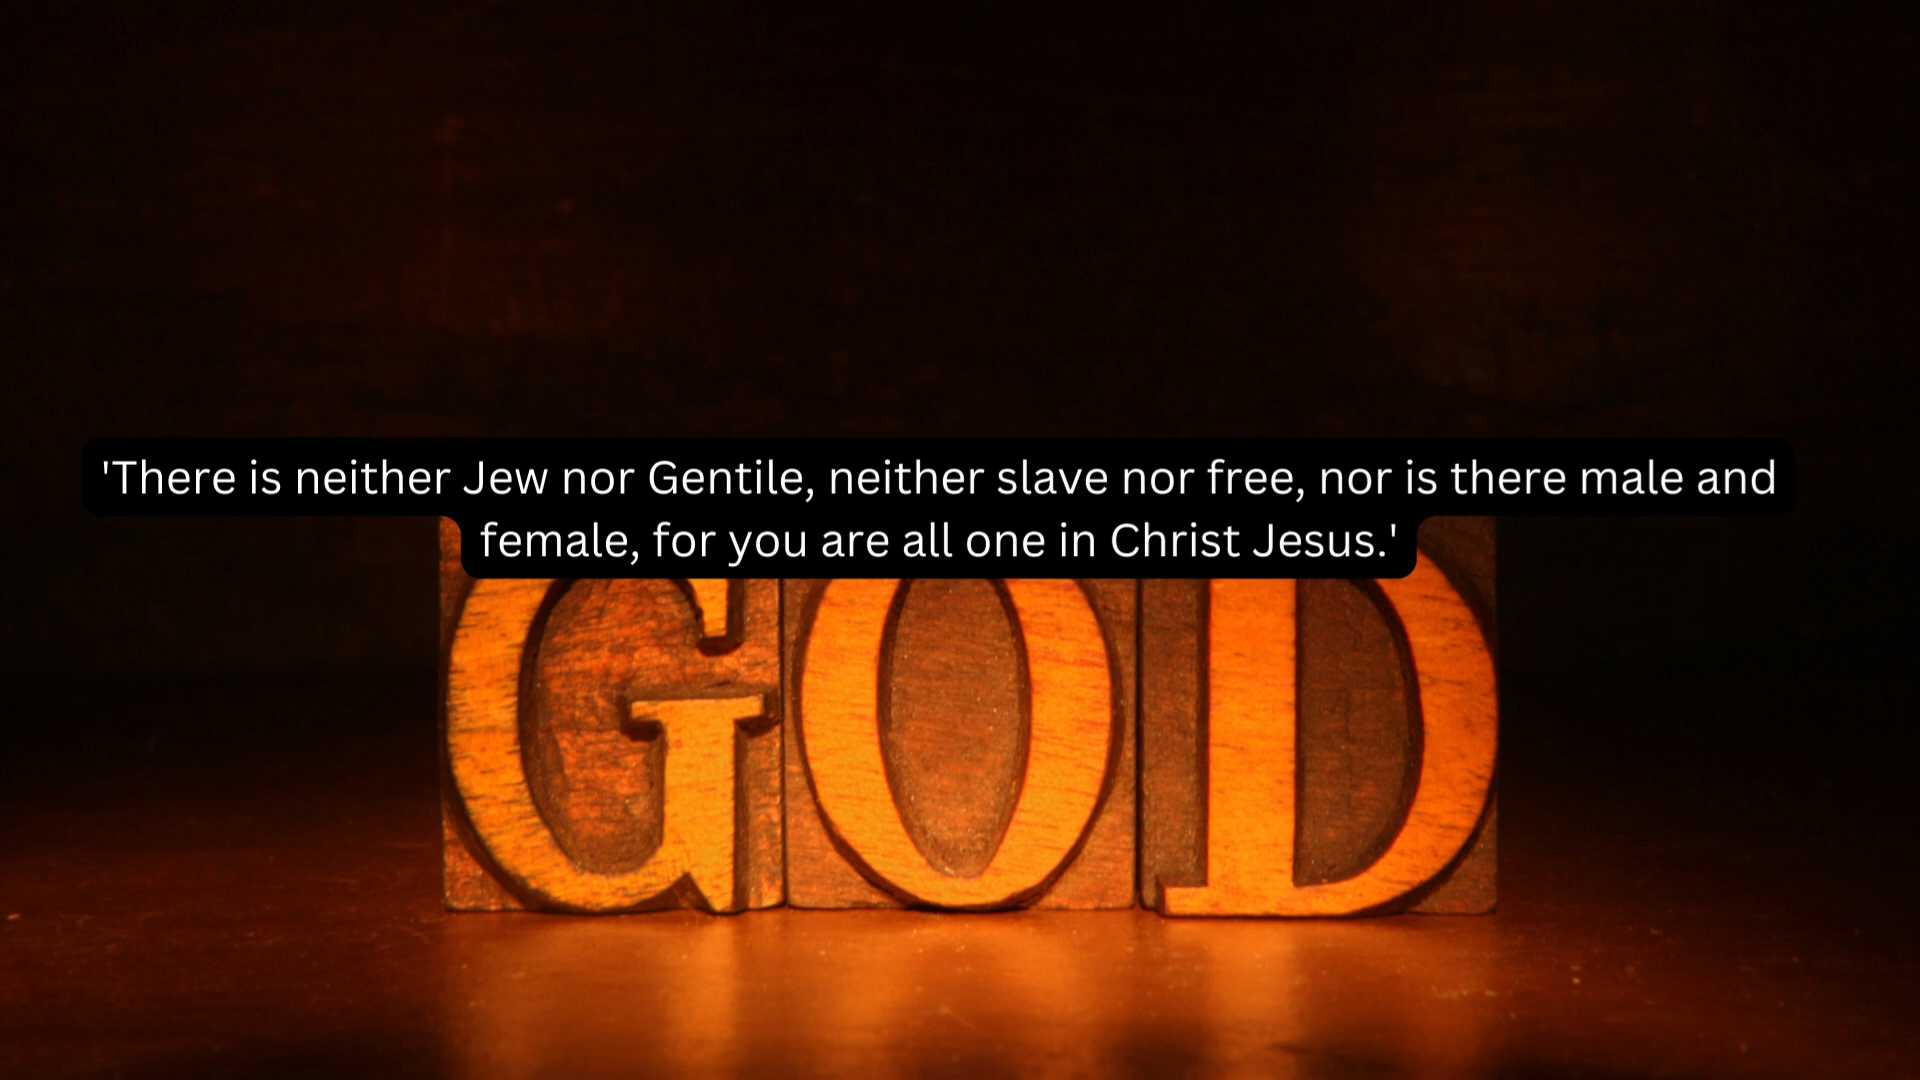 'There is neither Jew nor Gentile, neither slave nor free, nor is there male and
female, for you are all one in Christ Jesus.'
GOD